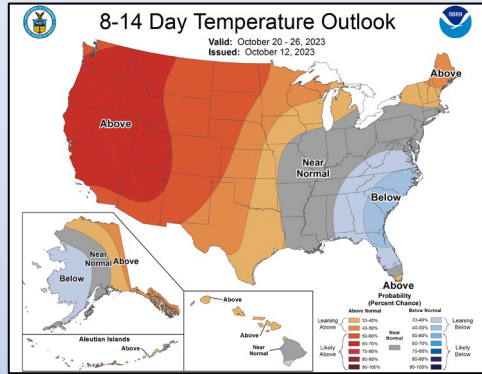 8-14 Day Temperature Outlook
Valid: October 20 - 26, 2023
Issued: October 12, 2023
NOAA
Above
Above
Near
Normal
Below
Above
Near
Normal
Above
Below
Aleutian Islands
Above
Above
Above
Near
Normal
Probability
(Percent Chance)
Above Normal
Below Normal
Leaning
Above
33-40%
40-50%
Near
Normal
33-40%
40-50%
Leaning
Below
Likely
Above
50-60%
60-70%
70-80%
80-90%
90-100%
50-60%
60-70%
70-80%
80-90%
90-100%
Likely
Below